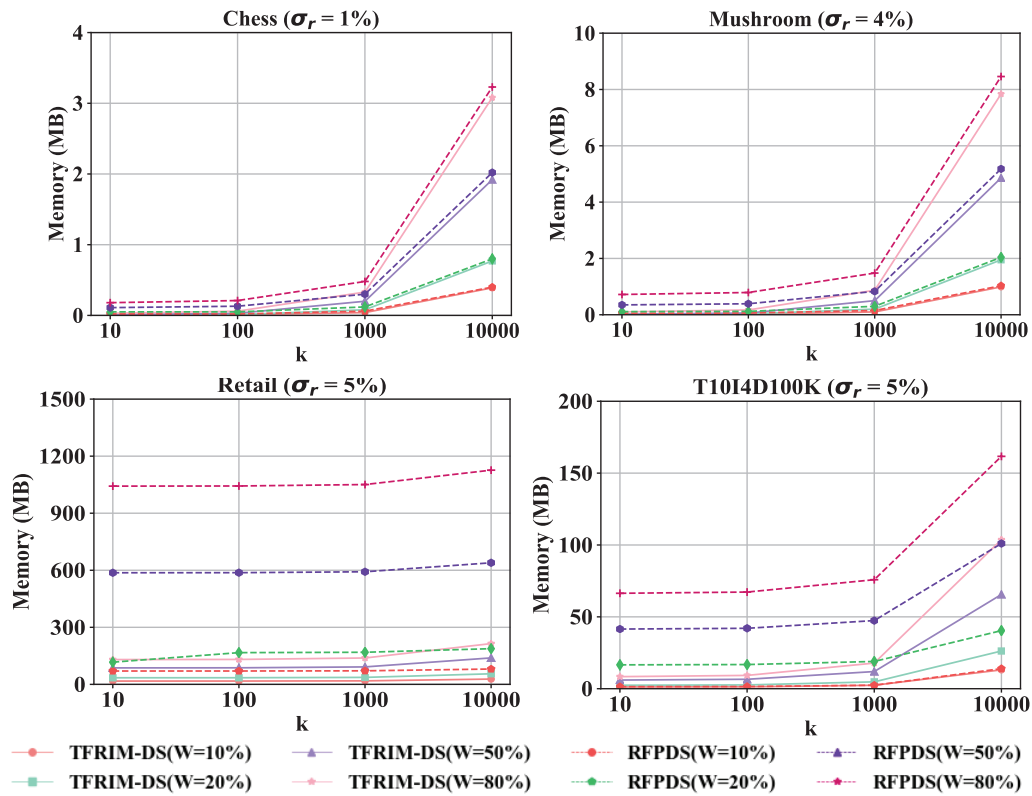 Chess (σr = 1%)
4
3
2
1
0
Memory (MB)
10 100 1000 10000
k
Mushroom (σr = 4%)
10
8
6
4
2
0
Memory (MB)
10 100 1000 10000
k
Retail (σr = 5%)
1500
1200
900
600
300
0
Memory (MB)
10 100 1000 10000
k
T10I4D100K (σr = 5%)
200
150
100
50
0
Memory (MB)
10 100 1000 10000
k
TFRIM-DS(W=10%) TFRIM-DS(W=50%) RFPDS(W=10%) RFPDS(W=50%)
TFRIM-DS(W=20%) TFRIM-DS(W=80%) RFPDS(W=20%) RFPDS(W=80%)